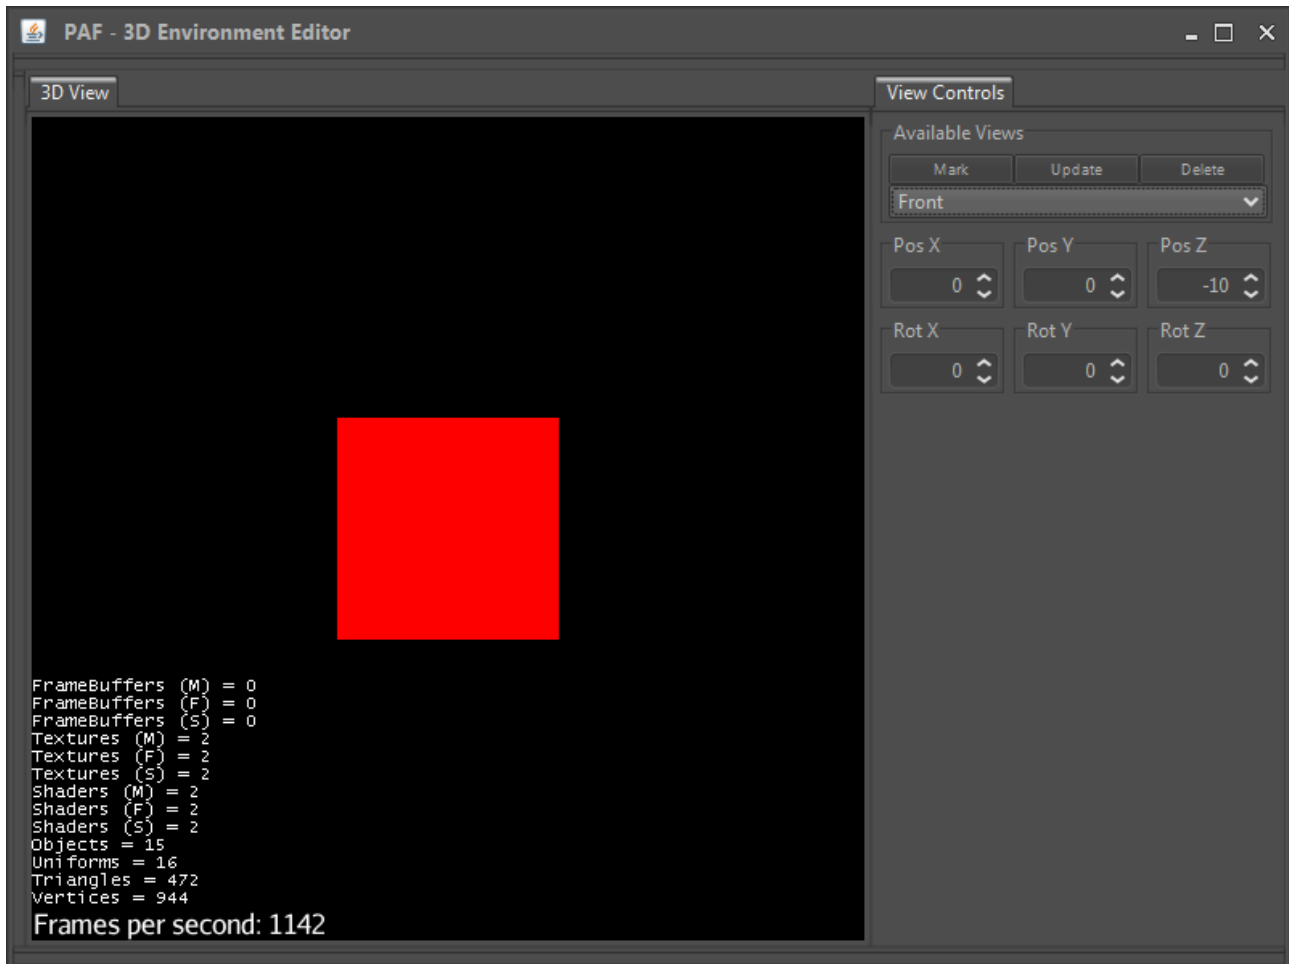 PAF - 3D Environment Editor
3D View
View Controls
Available Views
Mark Update Delete
Front
Pos X Pos Y Pos Z
0 0 -10
Rot X Rot Y Rot Z
0 0 0
FrameBuffers (M) = 0
FrameBuffers (F) = 0
FrameBuffers (S) = 0
Textures (M) = 2
Textures (F) = 2
Textures (S) = 2
Shaders (M) = 2
Shaders (F) = 2
Shaders (S) = 2
Objects = 15
Uniforms = 16
Triangles = 472
Vertices = 944
Frames per second: 1142